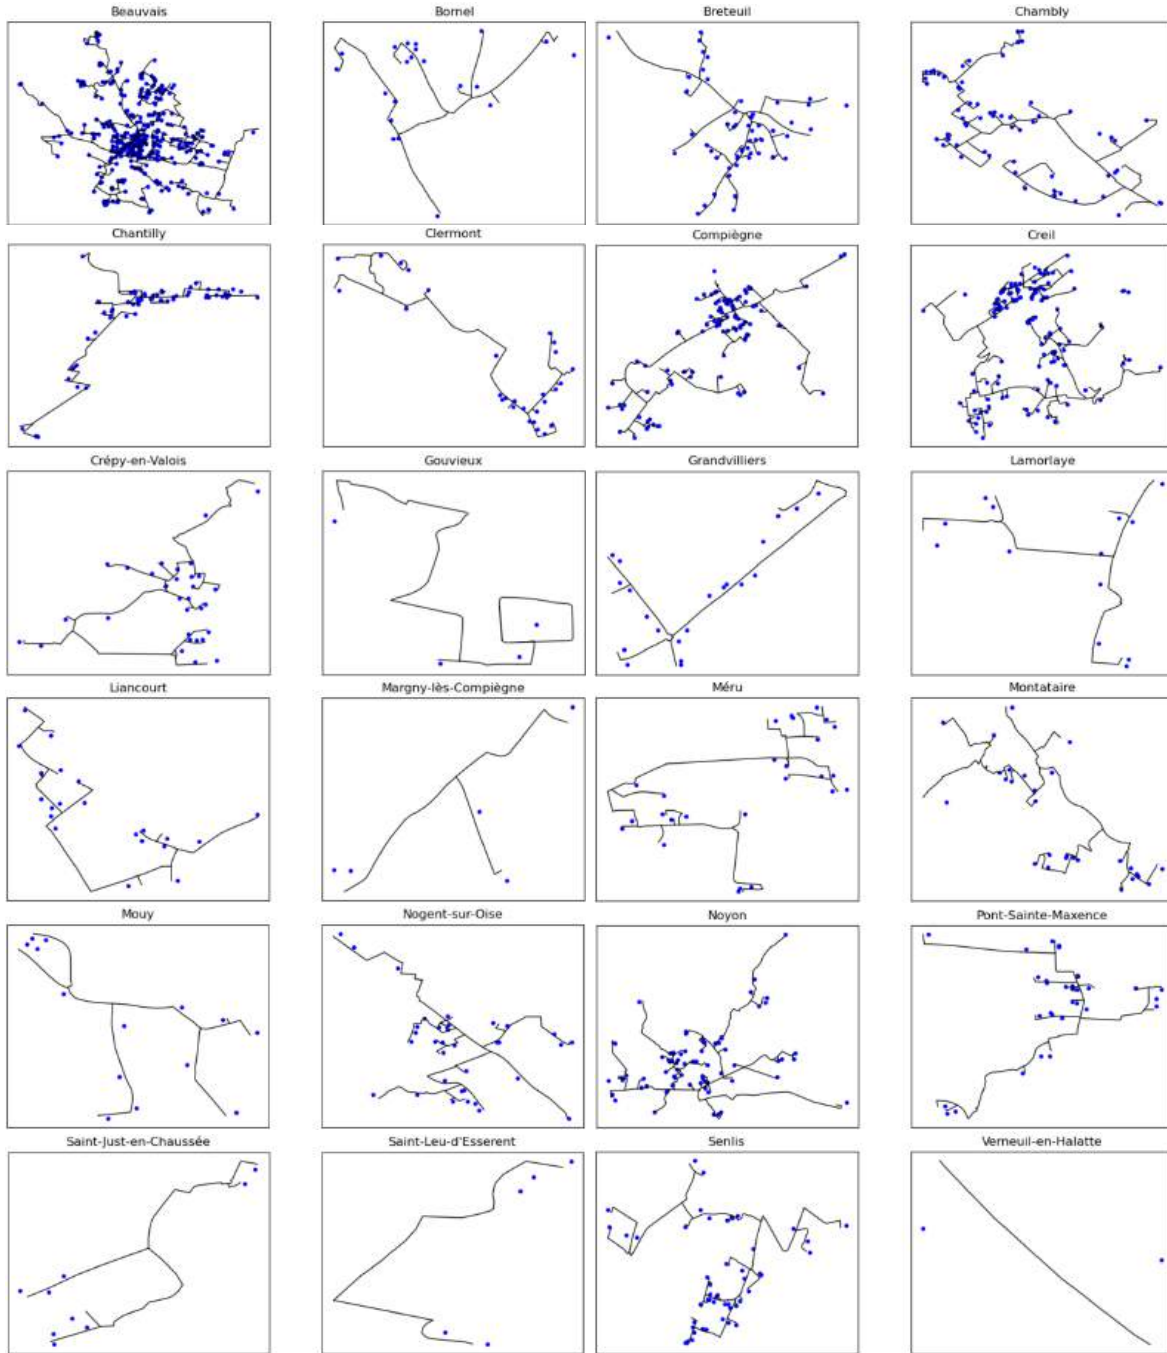 Beauvais
Bornel
Breteuil
Chambly
Chantilly
Clermont
Compiègne
Creil
Crépy-en-Valois
Gouvieux
Grandvilliers
Lamorlaye
Liancourt
Margny-lès-Compiègne
Méru
Montataire
Mouy
Nogent-sur-Oise
Noyon
Pont-Sainte-Maxence
Saint-Just-en-Chaussée
Saint-Leu-d'Esserent
Senlis
Verneuil-en-Halatte